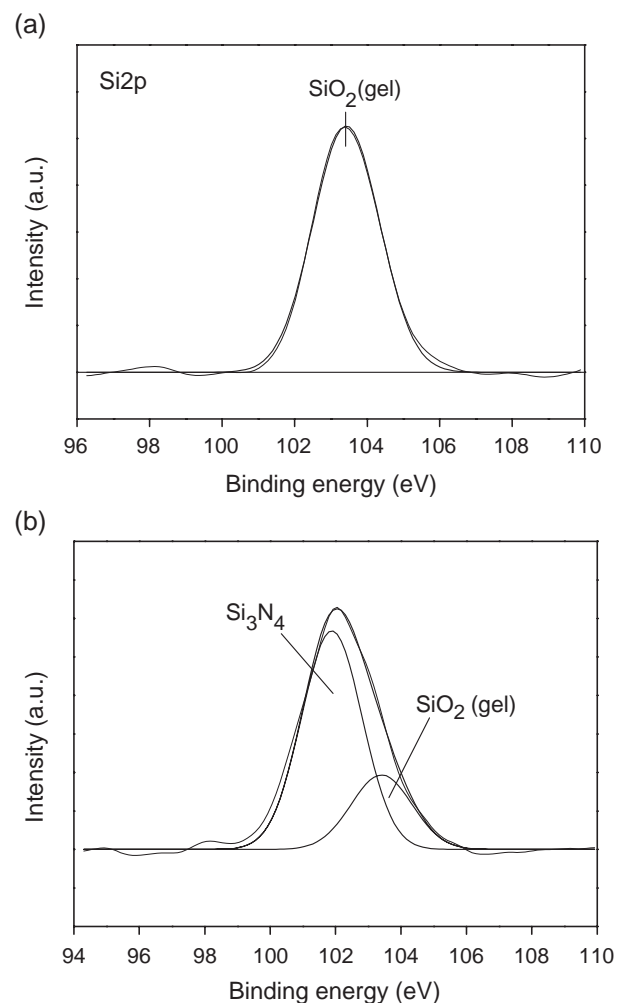 (a)
Si2p
SiO2(gel)
Intensity (a.u.)
96 98 100 102 104 106 108 110
Binding energy (eV)
(b)
Si3N4
SiO2 (gel)
Intensity (a.u.)
94 96 98 100 102 104 106 108 110
Binding energy (eV)